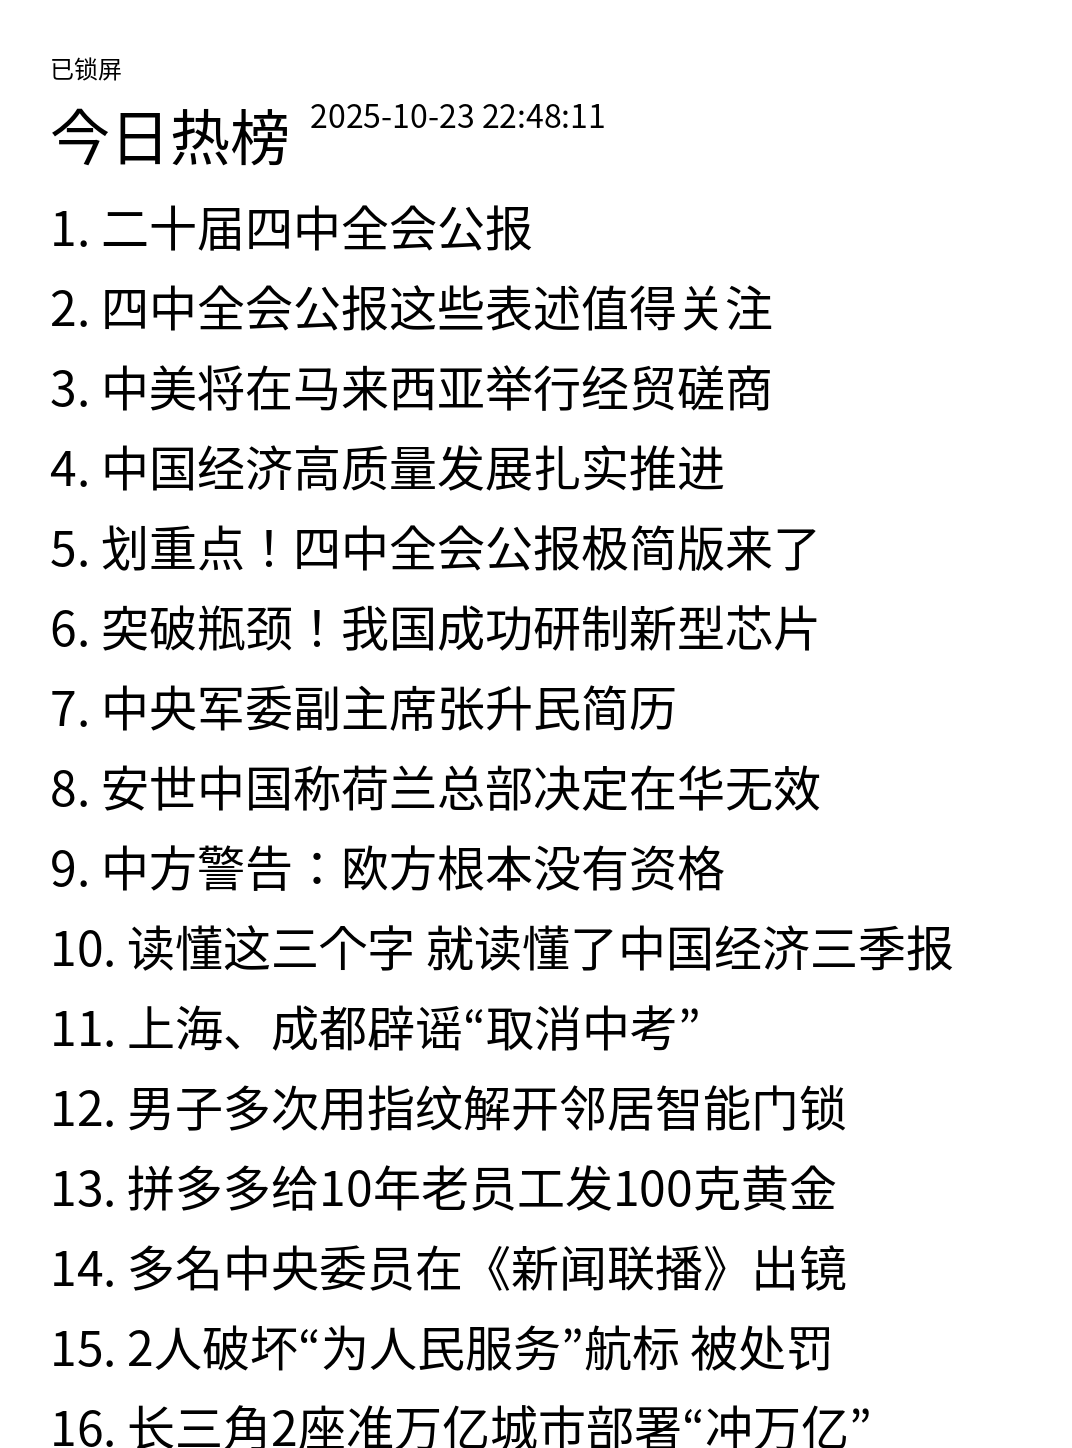 已锁屏
今日热榜 2025-10-23 22:48:11
1. 二十届四中全会公报
2. 四中全会公报这些表述值得关注
3. 中美将在马来西亚举行经贸磋商
4. 中国经济高质量发展扎实推进
5. 划重点！四中全会公报极简版来了
6. 突破瓶颈！我国成功研制新型芯片
7. 中央军委副主席张升民简历
8. 安世中国称荷兰总部决定在华无效
9. 中方警告：欧方根本没有资格
10. 读懂这三个字 就读懂了中国经济三季报
11. 上海、成都辟谣“取消中考”
12. 男子多次用指纹解开邻居智能门锁
13. 拼多多给10年老员工发100克黄金
14. 多名中央委员在《新闻联播》出镜
15. 2人破坏“为人民服务”航标 被处罚
16. 长三角2座准万亿城市部署“冲万亿”